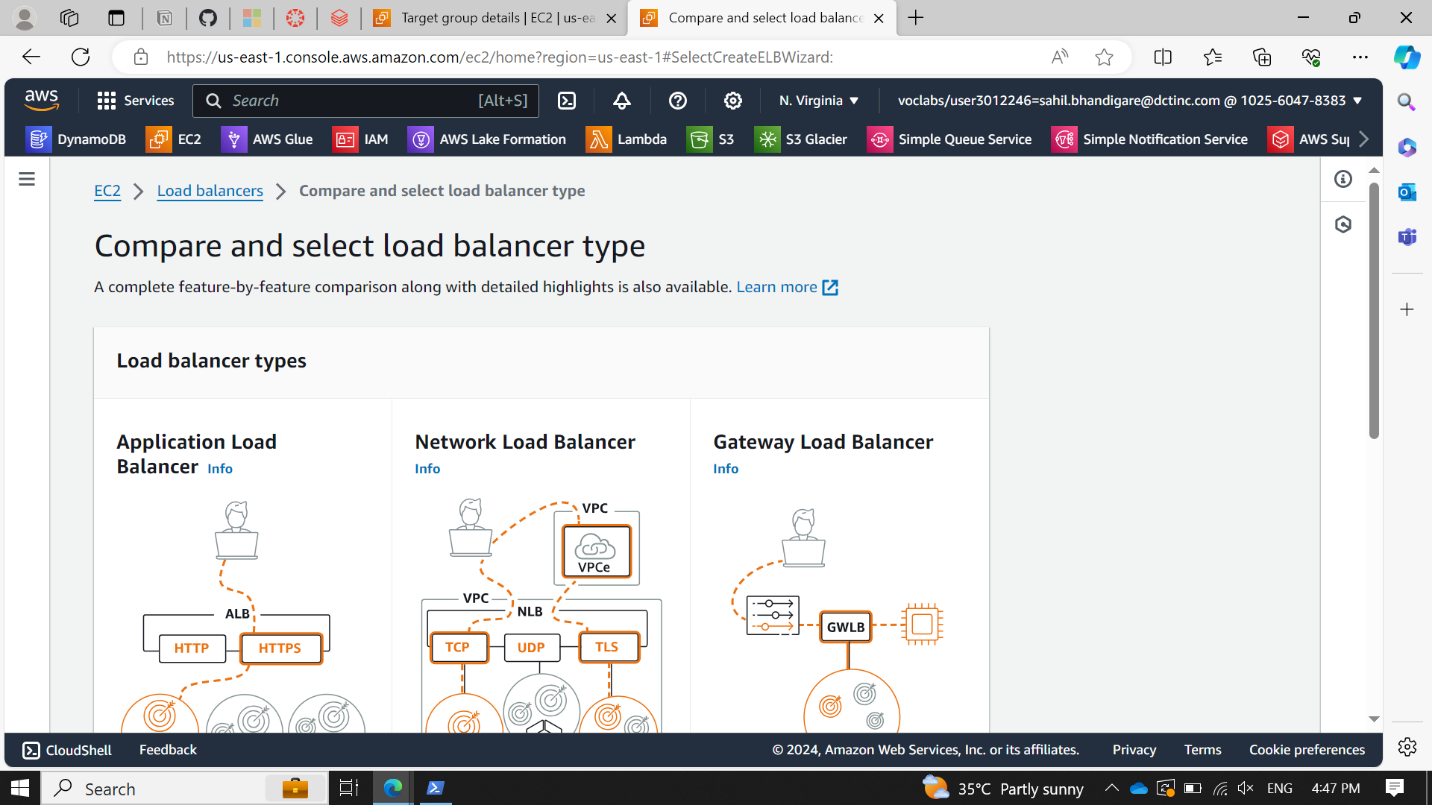 Target group details | EC2 | us-ea
Compare and select load balance
https://us-east-1.console.aws.amazon.com/ec2/home?region=us-east-1#SelectCreateELBWizard:
aws
Services
Search
[Alt+S]
N. Virginia
voclabs/user3012246=sahil.bhandigare@dctinc.com @ 1025-6047-8383
DynamoDB
EC2
AWS Glue
IAM
AWS Lake Formation
Lambda
S3
S3 Glacier
Simple Queue Service
Simple Notification Service
AWS Sup
EC2
Load balancers
Compare and select load balancer type
Compare and select load balancer type
A complete feature-by-feature comparison along with detailed highlights is also available. Learn more
Load balancer types
Application Load
Balancer Info
ALB
HTTP
HTTPS
Network Load Balancer
Info
VPC
VPCe
VPC
NLB
TCP
UDP
TLS
Gateway Load Balancer
Info
GWLB
CloudShell
Feedback
© 2024, Amazon Web Services, Inc. or its affiliates.
Privacy
Terms
Cookie preferences
Search
35°C Partly sunny
ENG
4:47 PM